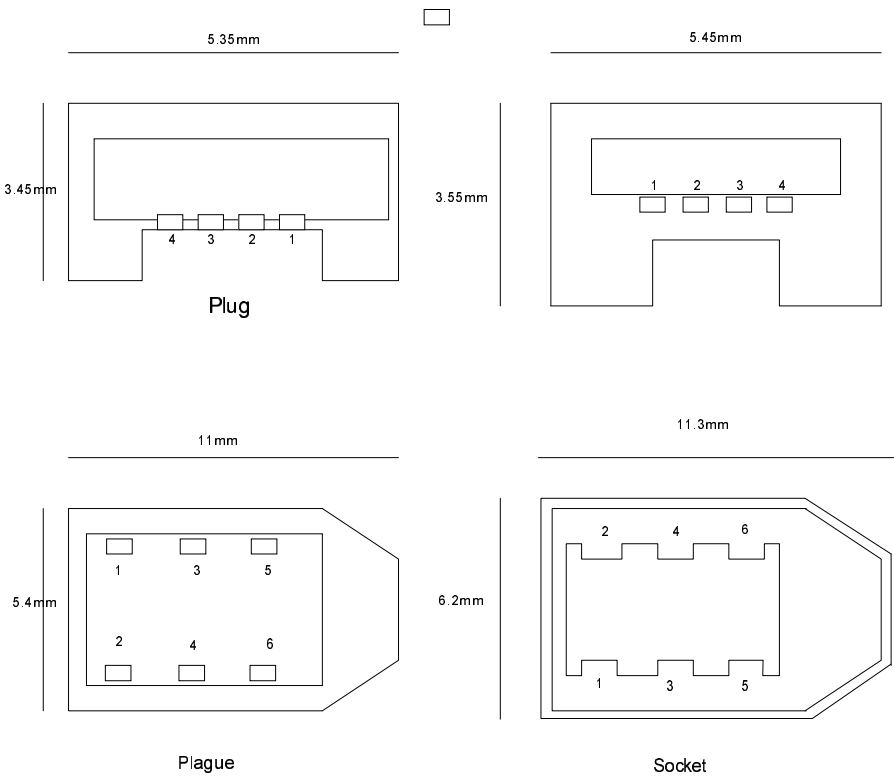 5.35mm
5.45mm
3.45mm
3.55mm
1 2 3 4
4 3 2 1
Plug
11mm
11.3mm
5.4mm
6.2mm
1 3 5
2 4 6
2 4 6
1 3 5
Plague
Socket